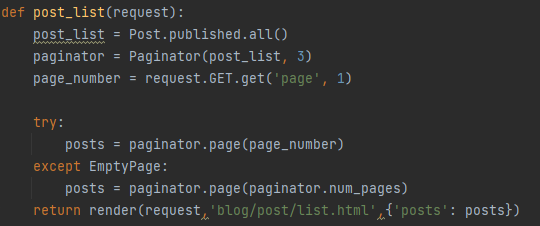 def post_list(request):
    post_list = Post.published.all()
    paginator = Paginator(post_list, 3)
    page_number = request.GET.get('page', 1)

    try:
        posts = paginator.page(page_number)
    except EmptyPage:
        posts = paginator.page(paginator.num_pages)
    return render(request,'blog/post/list.html',{'posts': posts})